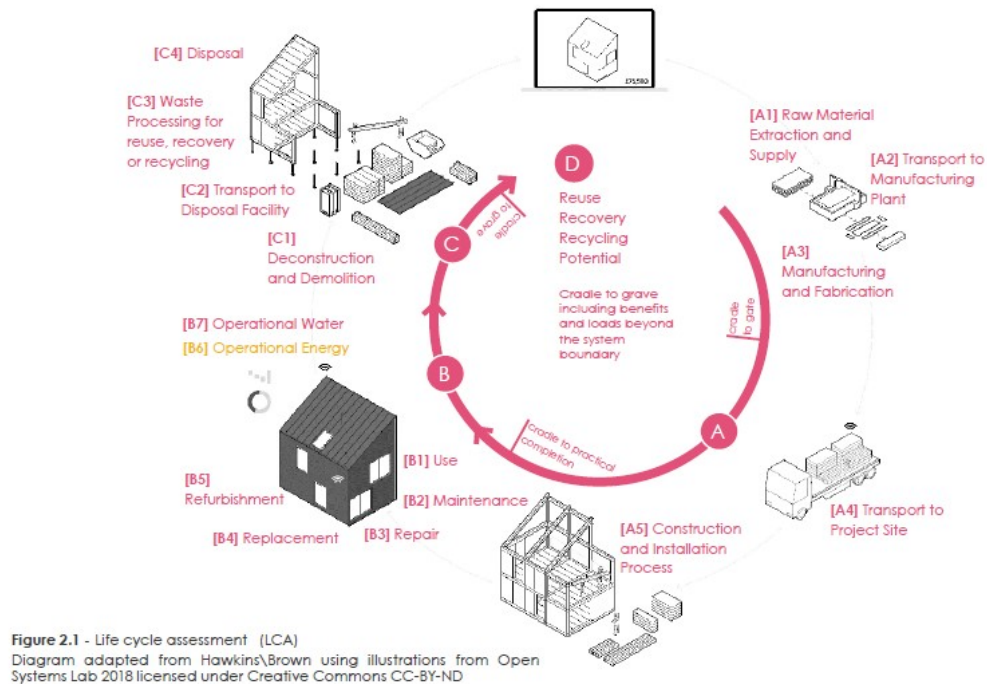 [C4] Disposal
[C3] Waste
Processing for
reuse, recovery
or recycling
[C2] Transport to
Disposal Facility
[C1]
Deconstruction
and Demolition
[A1] Raw Material
Extraction and
Supply
[A2] Transport to
Manufacturing
Plant
[A3]
Manufacturing
and Fabrication
D
Reuse
Recovery
Recycling
Potential
Cradle to grave
including benefits
and loads beyond
the system
boundary
cradle
to grave
C
cradle
to gate
[B7] Operational Water
[B6] Operational Energy
B
A
Cradle to practical
completion
[B1] Use
[B5]
Refurbishment
[B2] Maintenance
[B4] Replacement
[B3] Repair
[A5] Construction
and Installation
Process
[A4] Transport to
Project Site
Figure 2.1 - Life cycle assessment (LCA)
Diagram adapted from Hawkins\Brown using illustrations from Open
Systems Lab 2018 licensed under Creative Commons CC-BY-ND